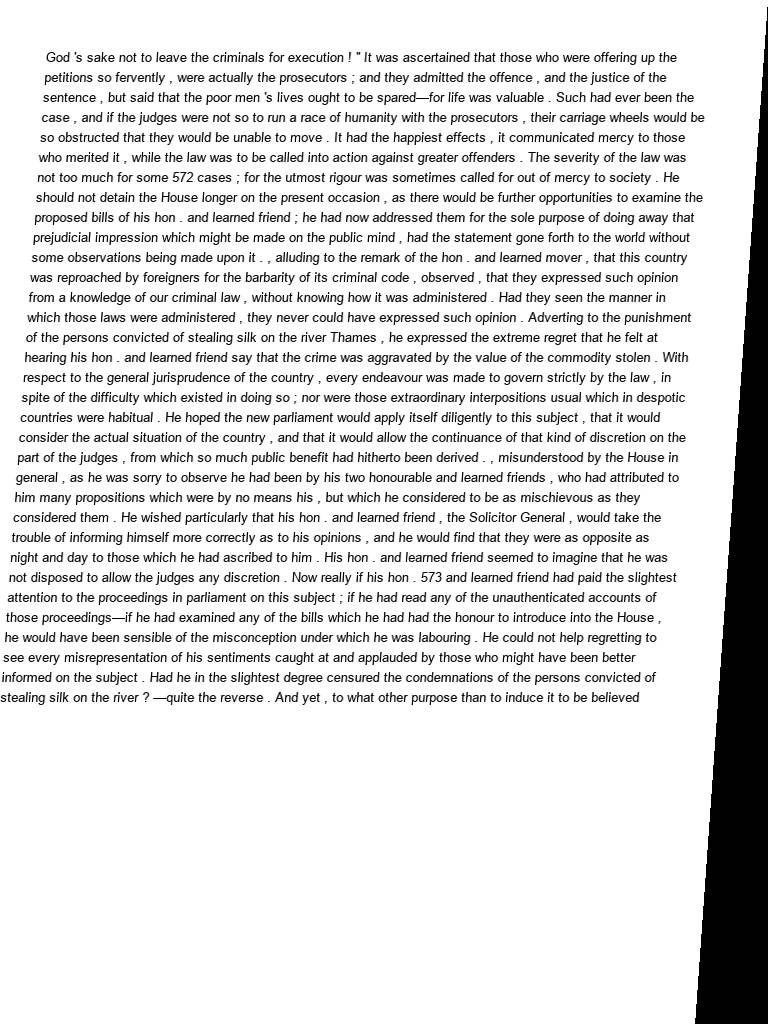 God 's sake not to leave the criminals for execution ! " It was ascertained that those who were offering up the
petitions so fervently , were actually the prosecutors ; and they admitted the offence , and the justice of the
sentence , but said that the poor men 's lives ought to be spared—for life was valuable . Such had ever been the
case , and if the judges were not so to run a race of humanity with the prosecutors , their carriage wheels would be
so obstructed that they would be unable to move . It had the happiest effects , it communicated mercy to those
who merited it , while the law was to be called into action against greater offenders . The severity of the law was
not too much for some 572 cases ; for the utmost rigour was sometimes called for out of mercy to society . He
should not detain the House longer on the present occasion , as there would be further opportunities to examine the
proposed bills of his hon . and learned friend ; he had now addressed them for the sole purpose of doing away that
prejudicial impression which might be made on the public mind , had the statement gone forth to the world without
some observations being made upon it . , alluding to the remark of the hon . and learned mover , that this country
was reproached by foreigners for the barbarity of its criminal code , observed , that they expressed such opinion
from a knowledge of our criminal law , without knowing how it was administered . Had they seen the manner in
which those laws were administered , they never could have expressed such opinion . Adverting to the punishment
of the persons convicted of stealing silk on the river Thames , he expressed the extreme regret that he felt at
hearing his hon . and learned friend say that the crime was aggravated by the value of the commodity stolen . With
respect to the general jurisprudence of the country , every endeavour was made to govern strictly by the law , in
spite of the difficulty which existed in doing so ; nor were those extraordinary interpositions usual which in despotic
countries were habitual . He hoped the new parliament would apply itself diligently to this subject , that it would
consider the actual situation of the country , and that it would allow the continuance of that kind of discretion on the
part of the judges , from which so much public benefit had hitherto been derived . , misunderstood by the House in
general , as he was sorry to observe he had been by his two honourable and learned friends , who had attributed to
him many propositions which were by no means his , but which he considered to be as mischievous as they
considered them . He wished particularly that his hon . and learned friend , the Solicitor General , would take the
trouble of informing himself more correctly as to his opinions , and he would find that they were as opposite as
night and day to those which he had ascribed to him . His hon . and learned friend seemed to imagine that he was
not disposed to allow the judges any discretion . Now really if his hon . 573 and learned friend had paid the slightest
attention to the proceedings in parliament on this subject ; if he had read any of the unauthenticated accounts of
those proceedings—if he had examined any of the bills which he had had the honour to introduce into the House ,
he would have been sensible of the misconception under which he was labouring . He could not help regretting to
see every misrepresentation of his sentiments caught at and applauded by those who might have been better
informed on the subject . Had he in the slightest degree censured the condemnations of the persons convicted of
stealing silk on the river ? —quite the reverse . And yet , to what other purpose than to induce it to be believed